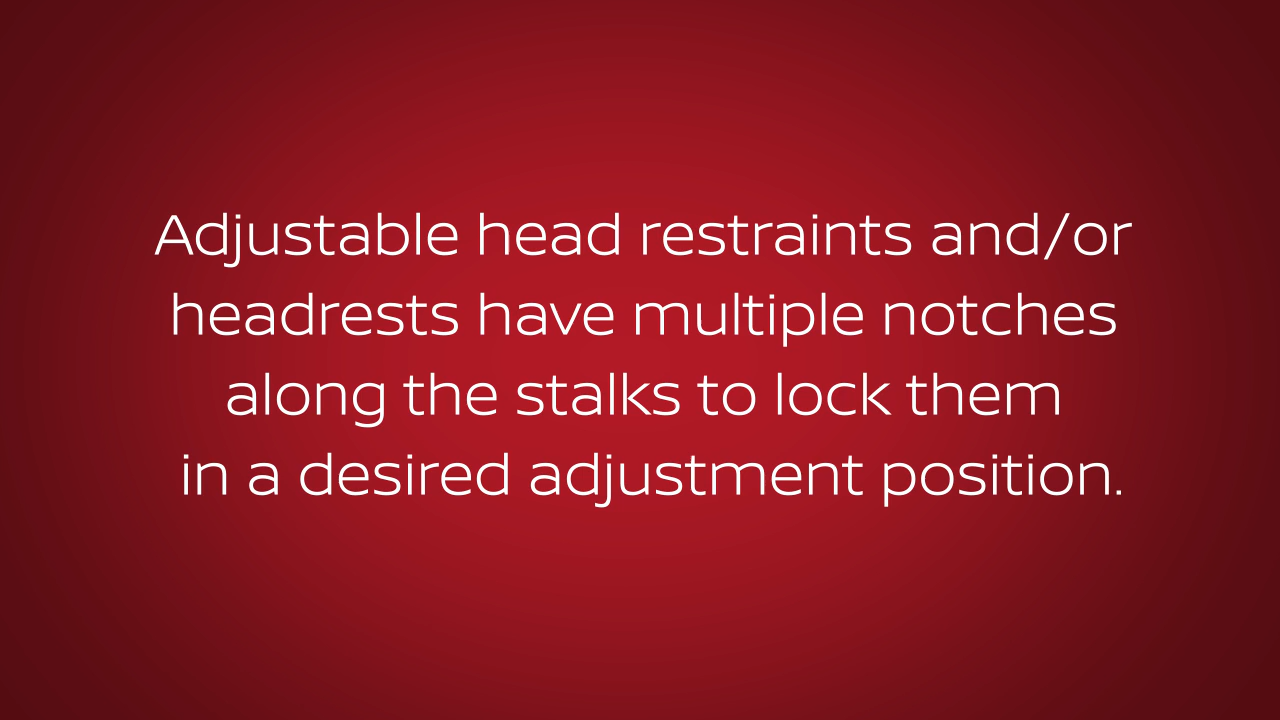 Adjustable head restraints and/or
headrests have multiple notches
along the stalks to lock them
in a desired adjustment position.